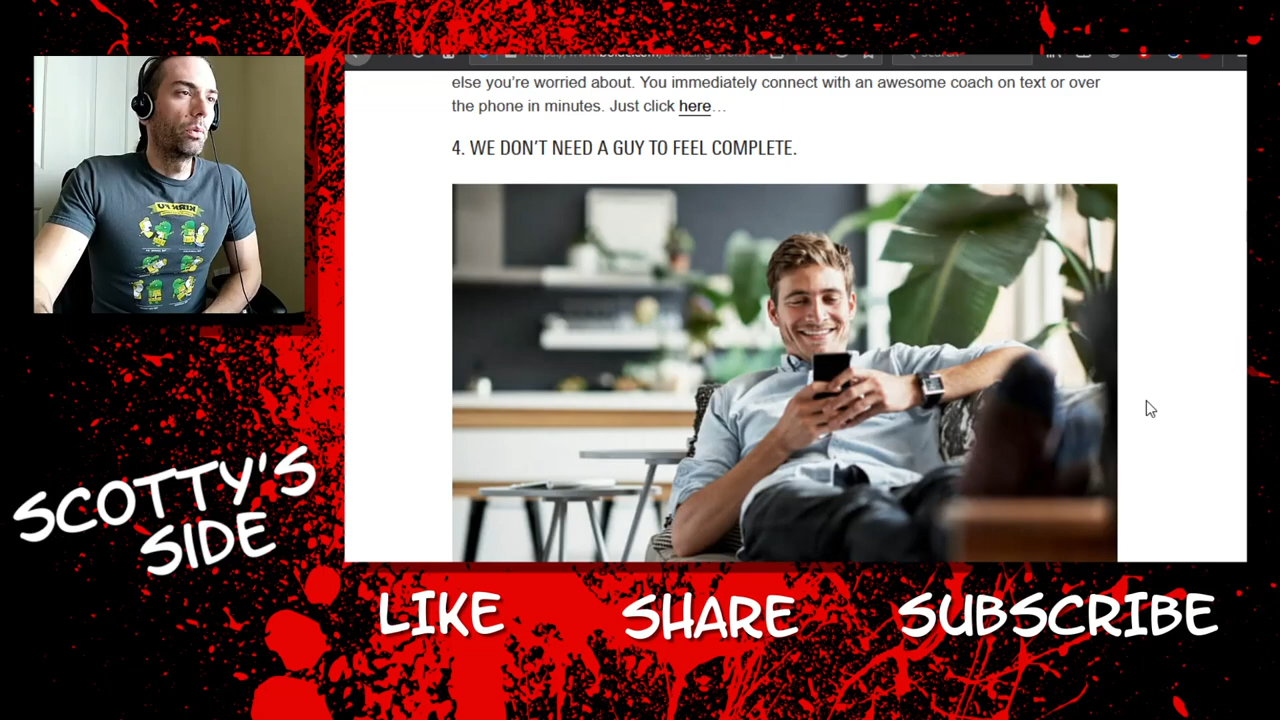 else you're worried about. You immediately connect with an awesome coach on text or over
the phone in minutes. Just click here…
4. WE DON'T NEED A GUY TO FEEL COMPLETE.
SCOTTY'S
SIDE
LIKE SHARE SUBSCRIBE